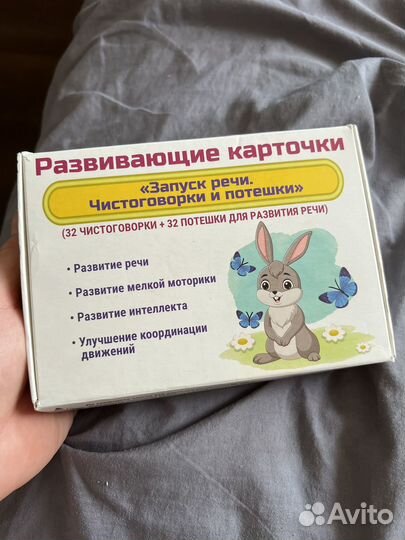 Развивающие карточки
«Запуск речи.
Чистоговорки и потешки»
(32 ЧИСТОГОВОРКИ + 32 ПОТЕШКИ ДЛЯ РАЗВИТИЯ РЕЧИ)
• Развитие речи
• Развитие мелкой моторики
• Развитие интеллекта
• Улучшение координации
движений
Avito